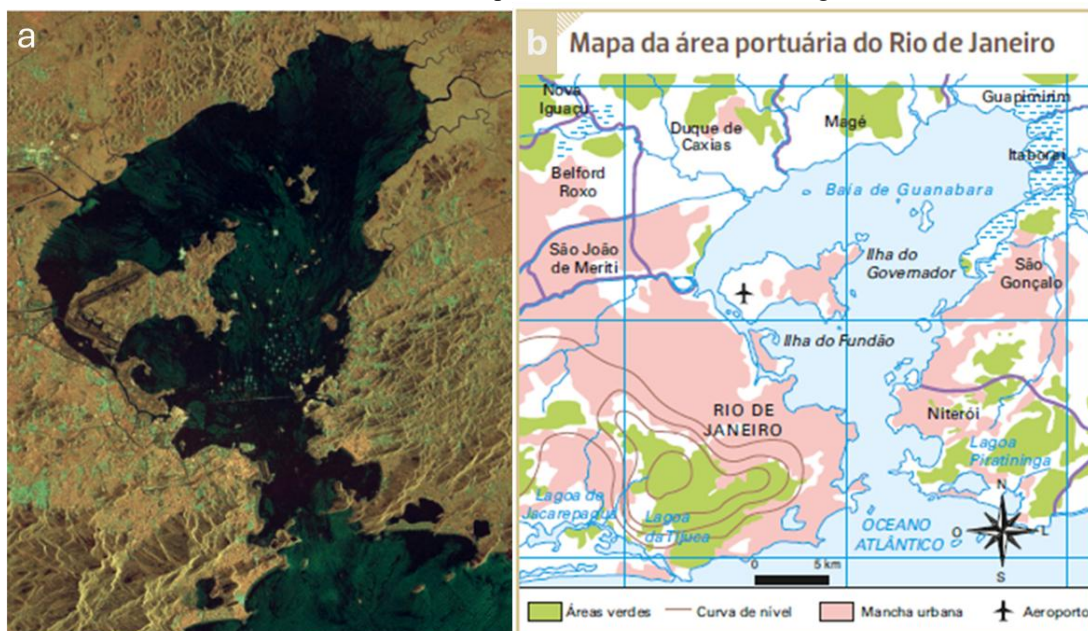 a
b
Mapa da área portuária do Rio de Janeiro
Nova
Iguaçu
Duque de
Caxias
Magé
Guapimirim
Itaboraí
Belford
Roxo
Baía de Guanabara
São João
de Meriti
Ilha do
Governador
São
Gonçalo
Ilha do Fundão
RIO DE
JANEIRO
Niterói
Lagoa
Piratininga
Lagoa de
Jacarepaguá
Lagoa
da Tijuca
OCEANO
ATLÂNTICO
N
O
L
S
5 km
Áreas verdes
Curva de nível
Mancha urbana
Aeroporto